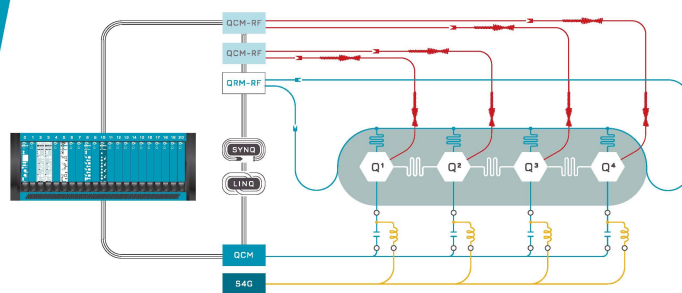 QCM-RF
QCM-RF
QRM-RF
SYNQ
LINQ
Q1 Q2 Q3 Q4
QCM
S4G